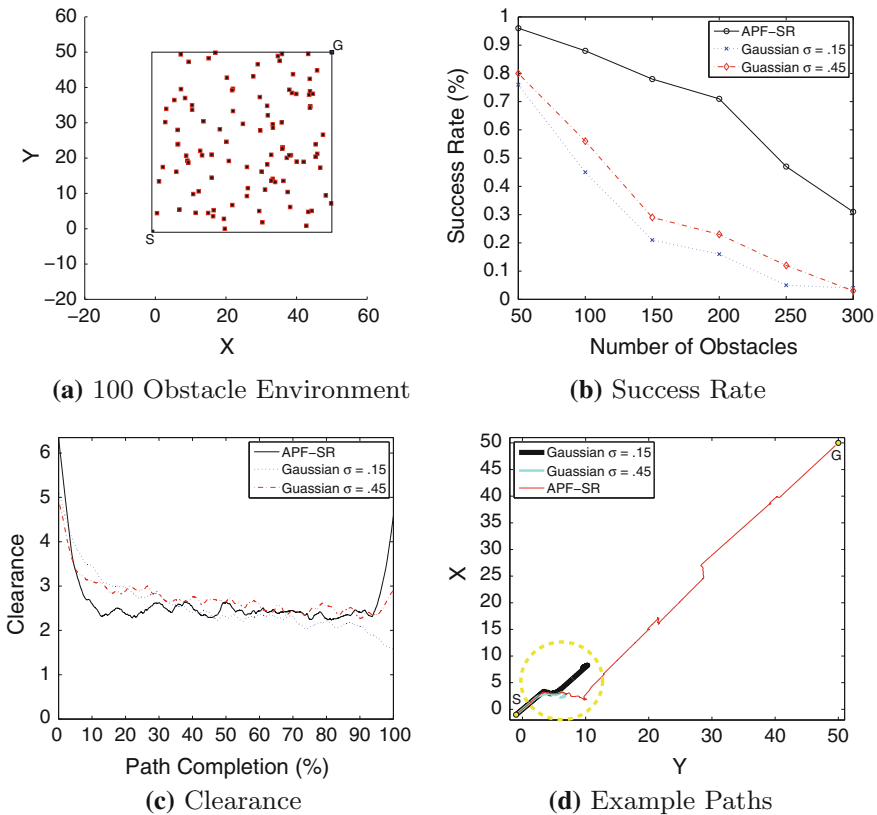 G
60
50
40
30
20
10
0
−10
−20
−20
0
20
40
60
Y
X
S
(a) 100 Obstacle Environment
1
0.9
0.8
0.7
0.6
0.5
0.4
0.3
0.2
0.1
0
50
100
150
200
250
300
Success Rate (%)
Number of Obstacles
APF−SR
Gaussian σ = .15
Guassian σ = .45
(b) Success Rate
6
5
4
3
2
1
0
0
10
20
30
40
50
60
70
80
90
100
Clearance
Path Completion (%)
APF−SR
Gaussian σ = .15
Guassian σ = .45
(c) Clearance
50
45
40
35
30
25
20
15
10
5
0
0
10
20
30
40
50
X
Y
Gaussian σ = .15
Guassian σ = .45
APF−SR
G
S
(d) Example Paths